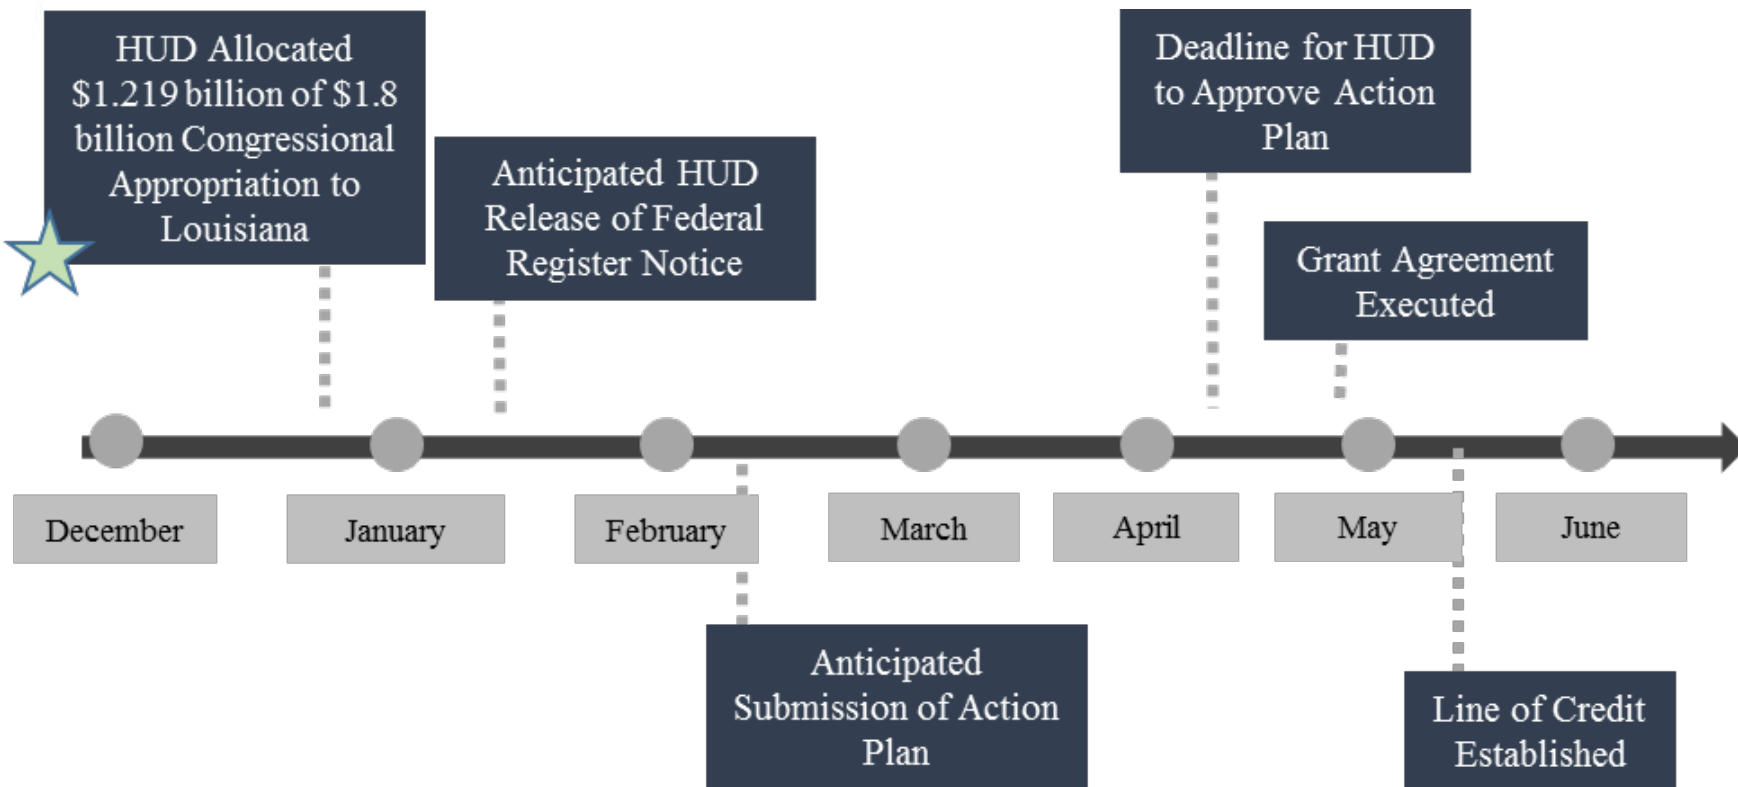 HUD Allocated
$1.219 billion of $1.8
billion Congressional
Appropriation to
Louisiana
Anticipated HUD
Release of Federal
Register Notice
Deadline for HUD
to Approve Action
Plan
Grant Agreement
Executed
December
January
February
March
April
May
June
Anticipated
Submission of Action
Plan
Line of Credit
Established